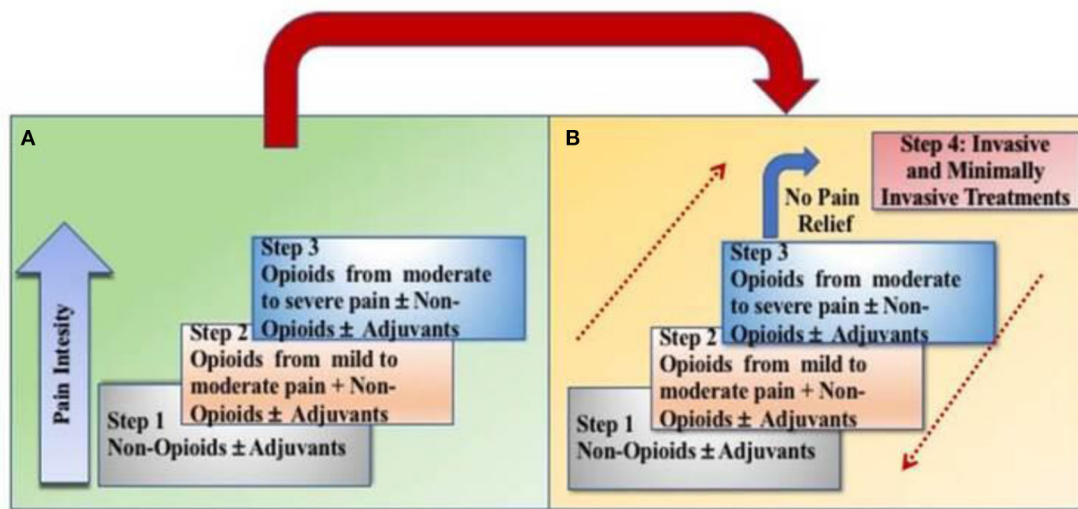 A
Pain Intesity
Step 3
Opioids from moderate
to severe pain ± Non-
Opioids ± Adjuvants
Step 2
Opioids from mild to
moderate pain + Non-
Opioids ± Adjuvants
Step 1
Non-Opioids ± Adjuvants
B
Step 4: Invasive
and Minimally
Invasive Treatments
No Pain
Relief
Step 3
Opioids from moderate
to severe pain ± Non-
Opioids ± Adjuvants
Step 2
Opioids from mild to
moderate pain + Non-
Opioids ± Adjuvants
Step 1
Non-Opioids ± Adjuvants